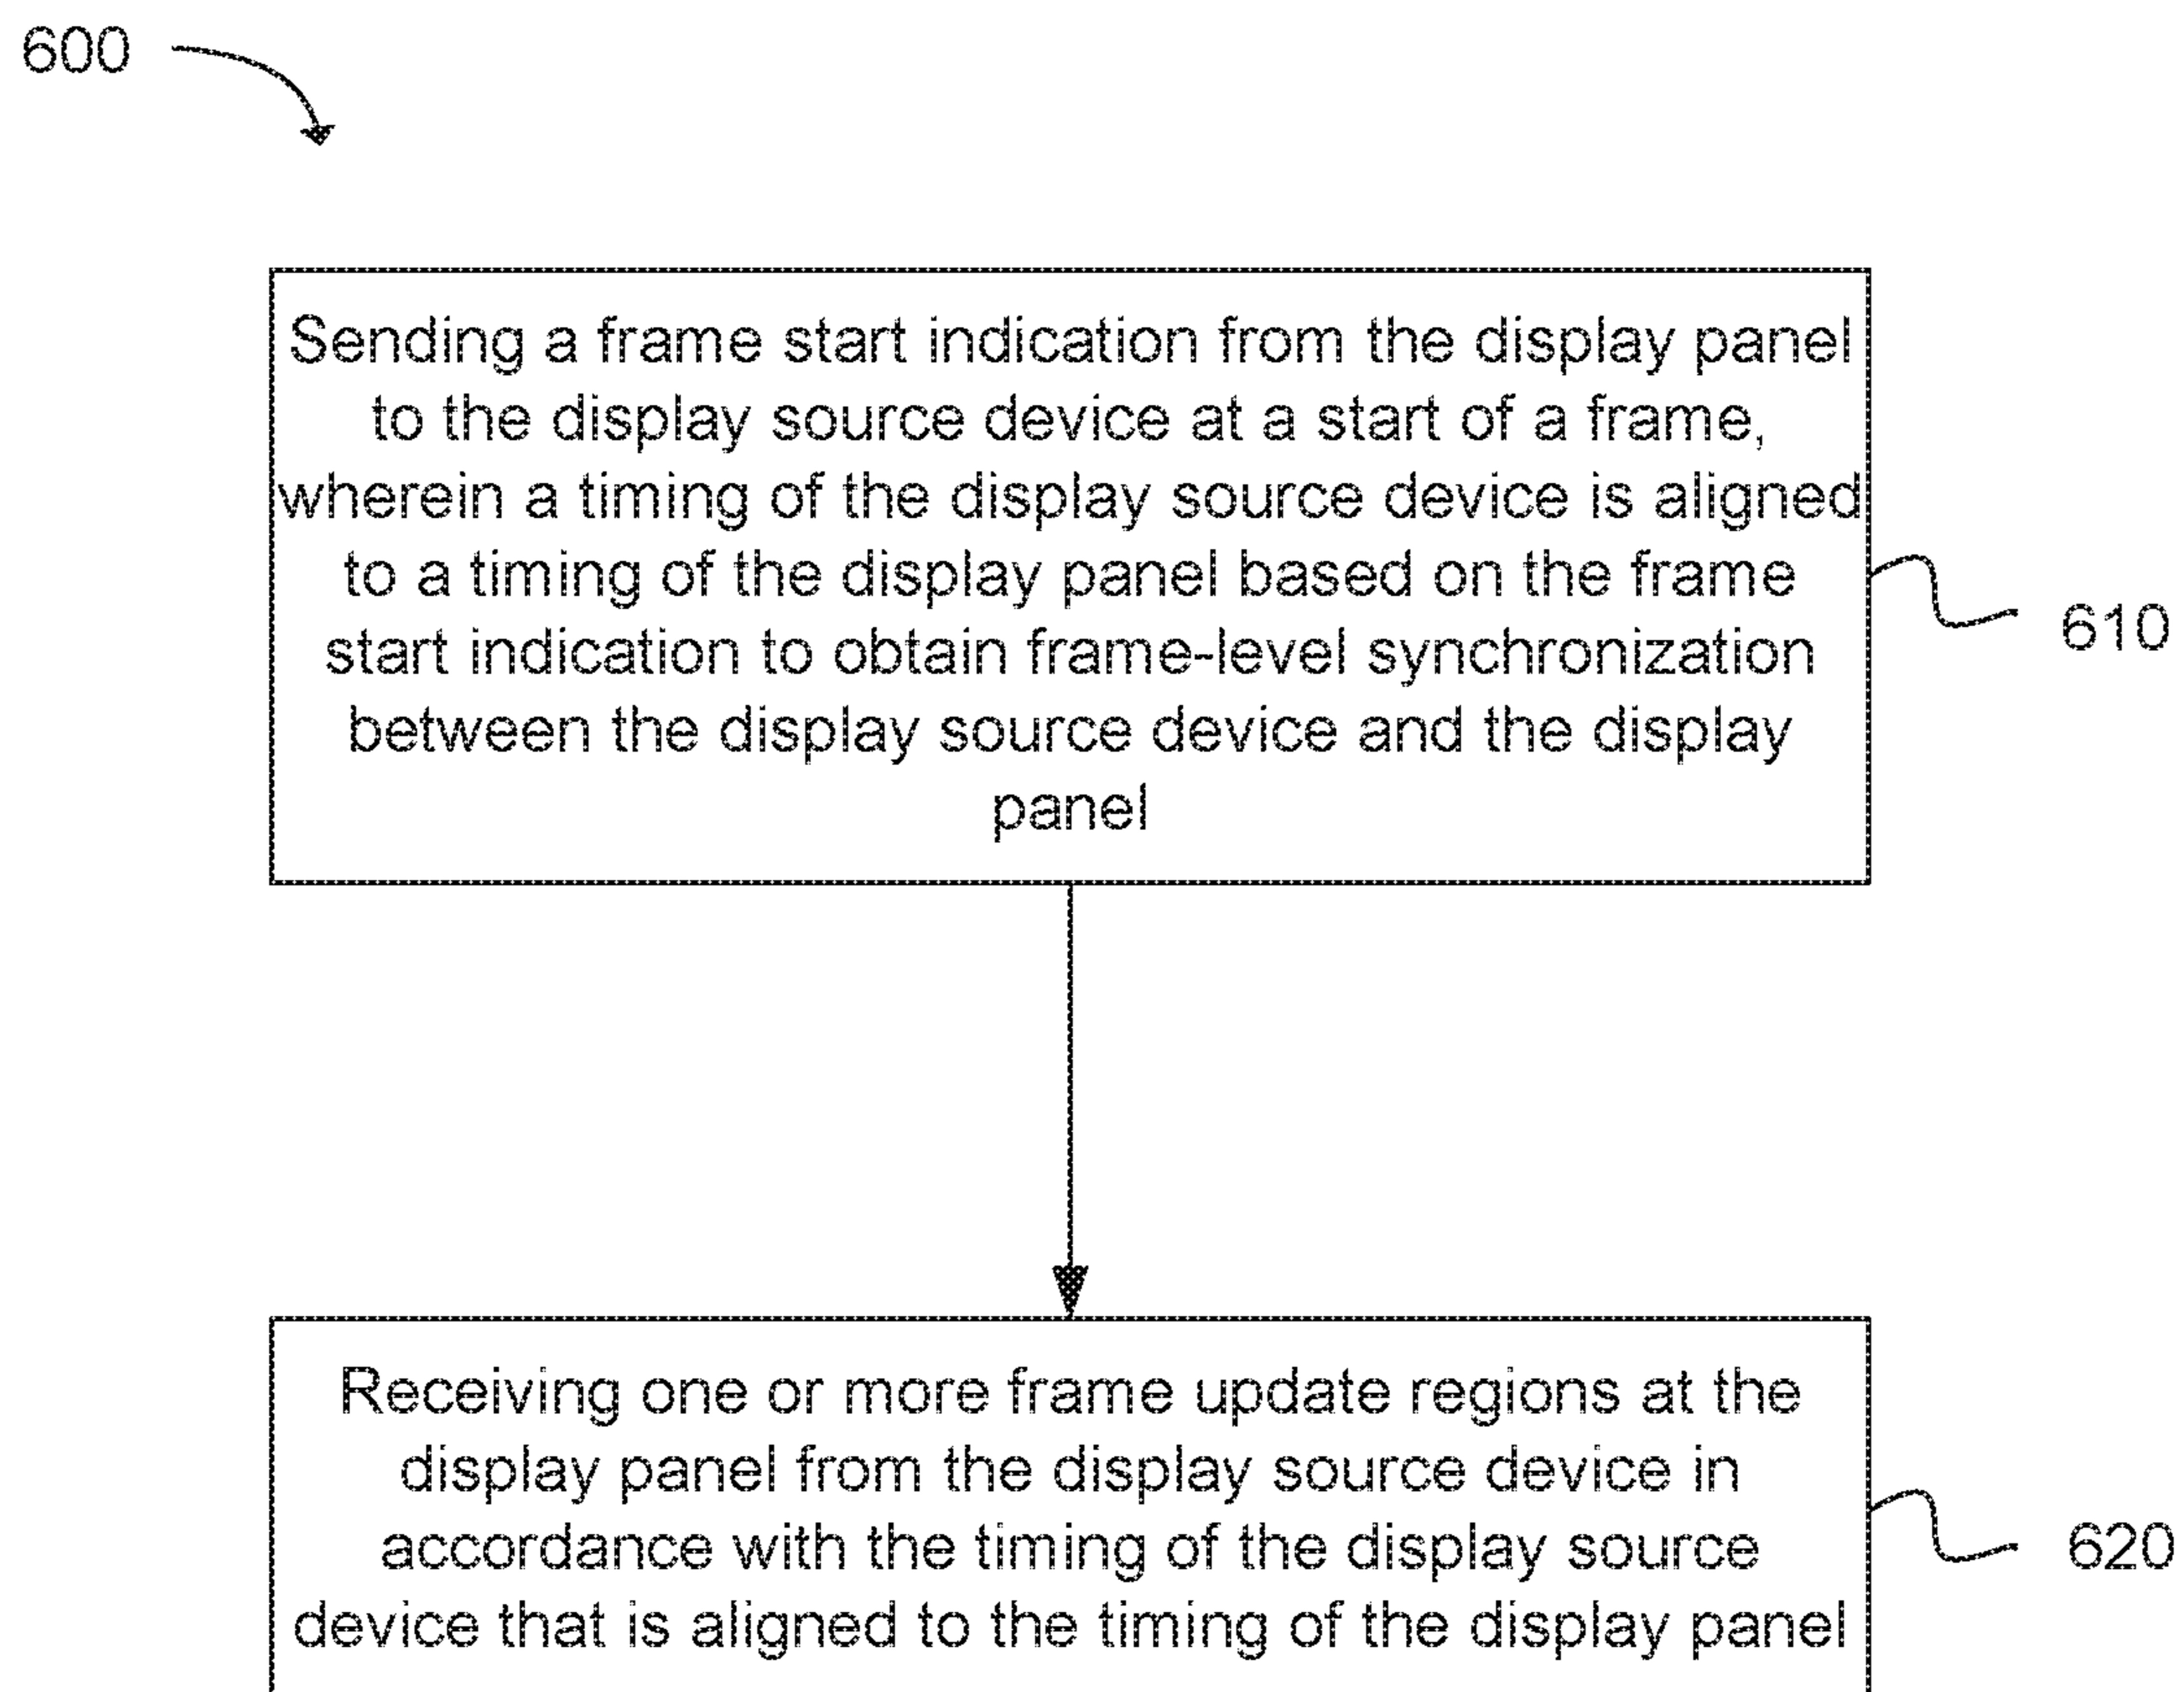 600
Sending a frame start indication from the display panel
to the display source device at a start of a frame,
wherein a timing of the display source device is aligned
to a timing of the display panel based on the frame
start indication to obtain frame-level synchronization
between the display source device and the display
panel
610
Receiving one or more frame update regions at the
display panel from the display source device in
accordance with the timing of the display source
device that is aligned to the timing of the display panel
620